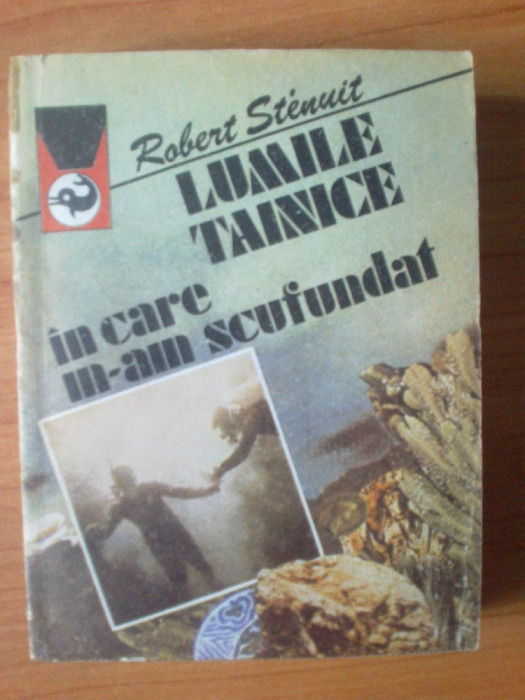 Robert Sténuit
LUMILE
TAINICE
în care
m-am scufundat